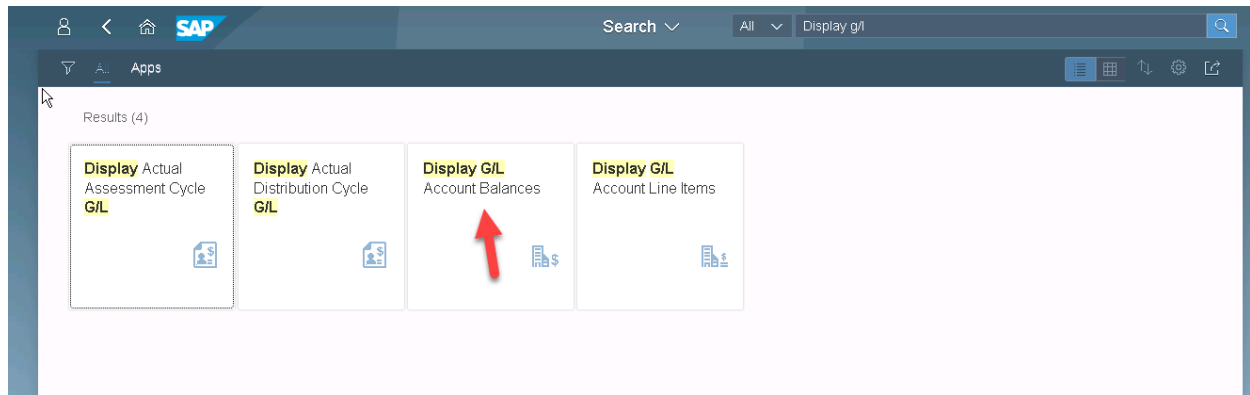 SAP
Search
All
Display g/l
A..
Apps
Results (4)
Display Actual
Assessment Cycle
G/L
Display Actual
Distribution Cycle
G/L
Display G/L
Account Balances
Display G/L
Account Line Items